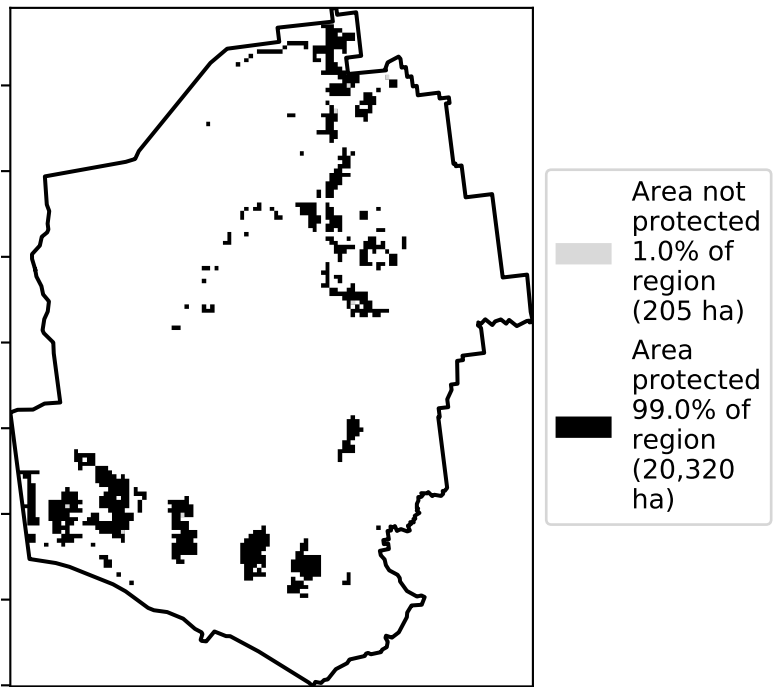 Area not
protected
1.0% of
region
(205 ha)
Area
protected
99.0% of
region
(20,320
ha)